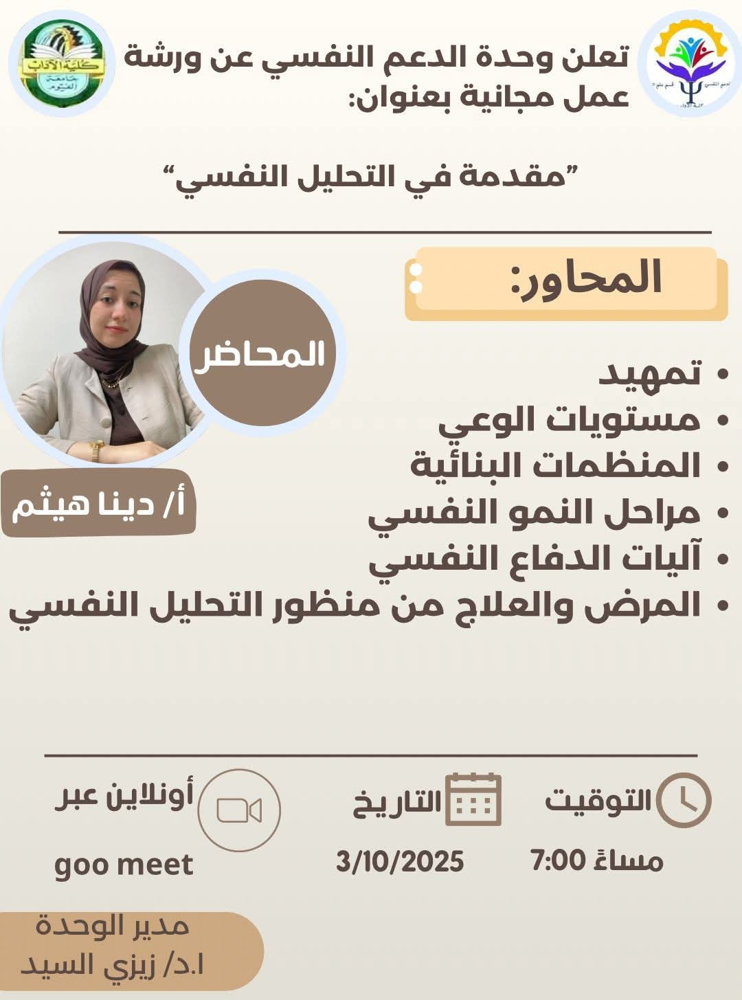 كلية الآداب
جامعة
الفيوم
تعلن وحدة الدعم النفسي عن ورشة
عمل مجانية بعنوان:
”مقدمة في التحليل النفسي“
المحاور:
تمهيد
مستويات الوعي
المنظمات البنائية
مراحل النمو النفسي
آليات الدفاع النفسي
المرض والعلاج من منظور التحليل النفسي
المحاضر
أ/ دينا هيثم
التوقيت
مساءً 7:00
التاريخ
3/10/2025
أونلاين عبر
goo meet
مدير الوحدة
ا.د/ زيزي السيد